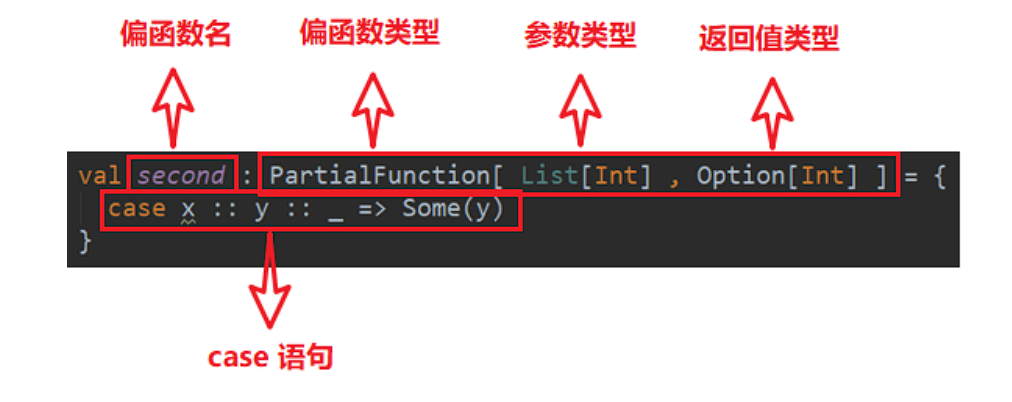 偏函数名 偏函数类型 参数类型 返回值类型
val second : PartialFunction[ List[Int] , Option[Int] ] = {
case x :: y :: _ => Some(y)
}
case 语句